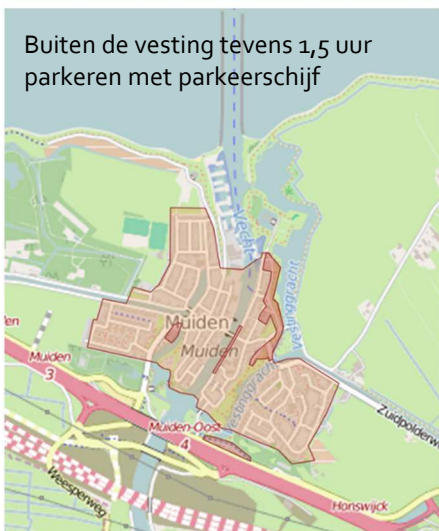 Buiten de vesting tevens 1,5 uur
parkeren met parkeerschijf
Vecht
Vestinggracht
Muiden
Muiden
Muiden
3
Vestinggracht
Muiden-Oost
4
Zuidpolderwe
Weesperweg
Honswijck